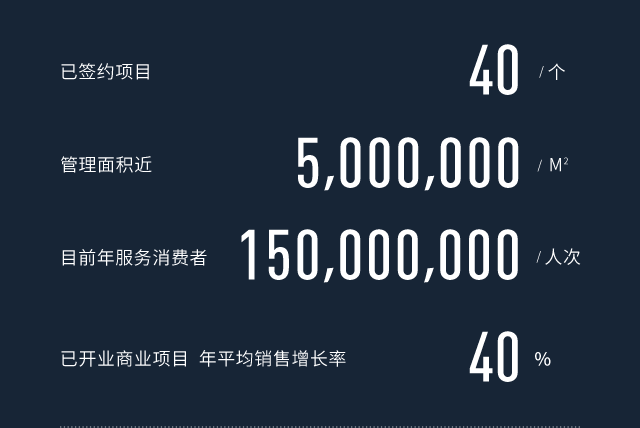 已签约项目 40 /个
管理面积近 5,000,000 / M²
目前年服务消费者 150,000,000 /人次
已开业商业项目 年平均销售增长率 40 %